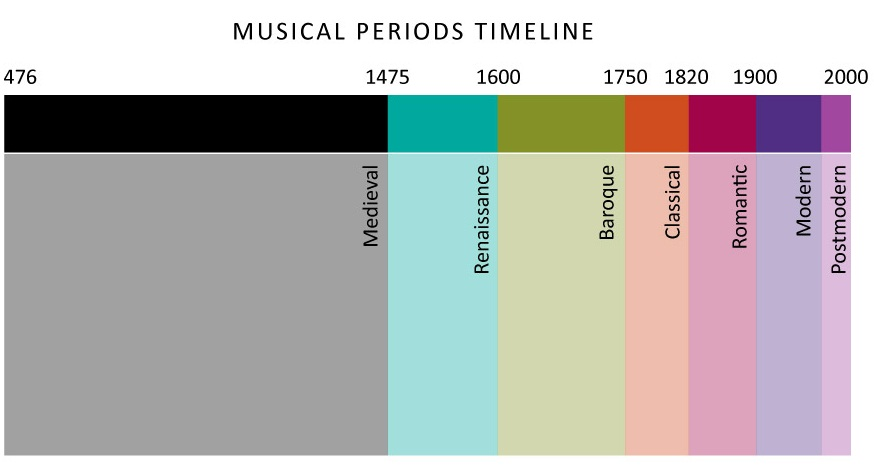 MUSICAL PERIODS TIMELINE
476 1475 1600 1750 1820 1900 2000
Medieval
Renaissance
Baroque
Classical
Romantic
Modern
Postmodern